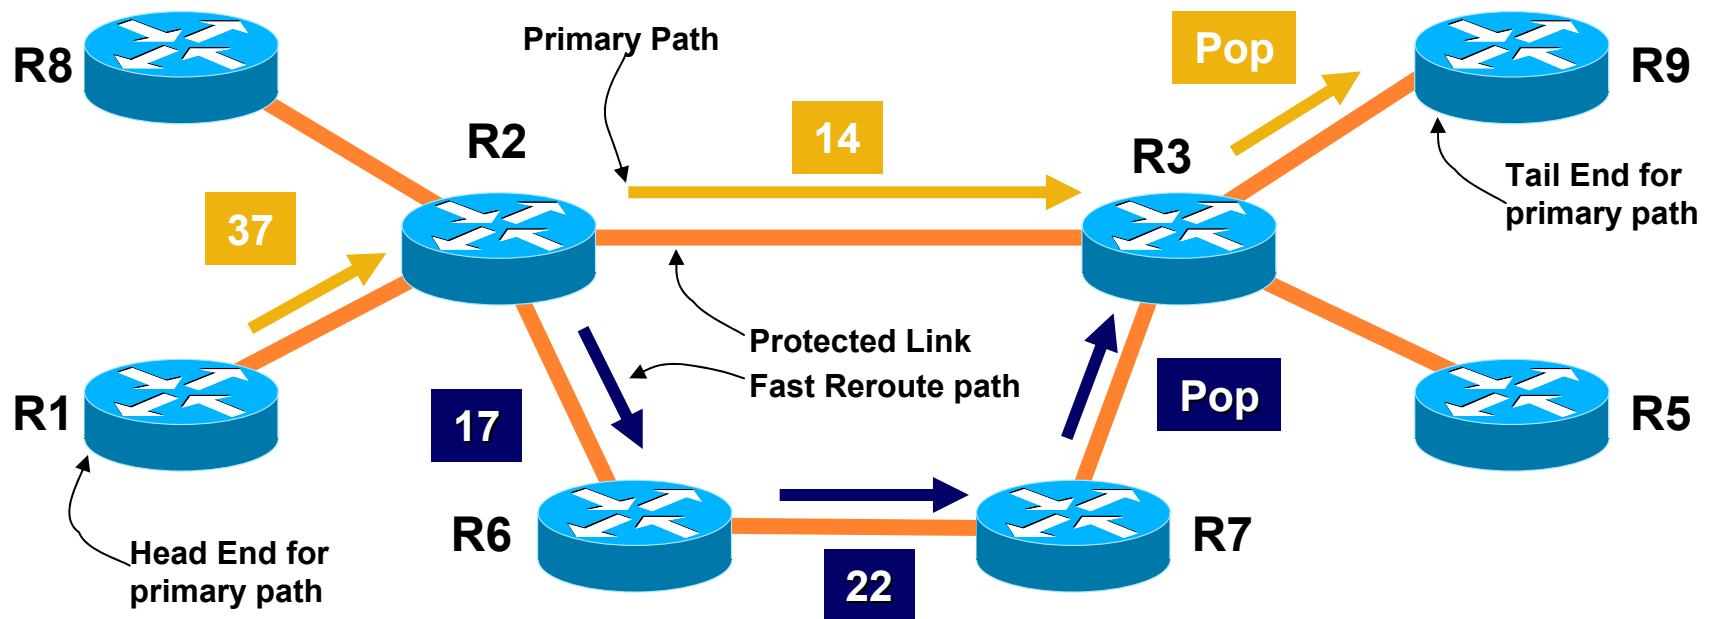 Primary Path
Pop
R8
R9
R2
14
R3
Tail End for
primary path
37
Protected Link
Fast Reroute path
R1
17
Pop
R5
R6
R7
Head End for
primary path
22